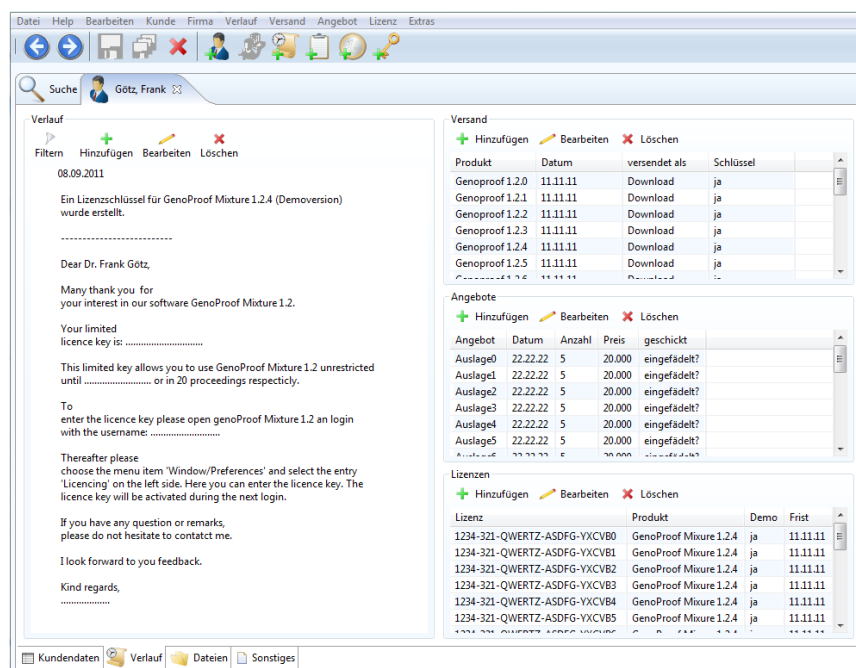 Datei Help Bearbeiten Kunde Firma Verlauf Versand Angebot Lizenz Extras
Suche Götz, Frank
Verlauf
Filtern Hinzufügen Bearbeiten Löschen
08.09.2011
Ein Lizenzschlüssel für GenoProof Mixture 1.2.4 (Demoversion)
wurde erstellt.
--------------------------
Dear Dr. Frank Götz,
Many thank you for
your interest in our software GenoProof Mixture 1.2.
Your limited
licence key is: ..............................
This limited key allows you to use GenoProof Mixture 1.2 unrestricted
until .......................... or in 20 proceedings respecticly.
To
enter the licence key please open genoProof Mixture 1.2 an login
with the username: ...........................
Thereafter please
choose the menu item 'Window/Preferences' and select the entry
'Licencing' on the left side. Here you can enter the licence key. The
licence key will be activated during the next login.
If you have any question or remarks,
please do not hesitate to contatct me.
I look forward to you feedback.
Kind regards,
...................
Versand
Hinzufügen Bearbeiten Löschen
Produkt Datum versendet als Schlüssel
Genoproof 1.2.0 11.11.11 Download ja
Genoproof 1.2.1 11.11.11 Download ja
Genoproof 1.2.2 11.11.11 Download ja
Genoproof 1.2.3 11.11.11 Download ja
Genoproof 1.2.4 11.11.11 Download ja
Genoproof 1.2.5 11.11.11 Download ja
Angebote
Hinzufügen Bearbeiten Löschen
Angebot Datum Anzahl Preis geschickt
Auslage0 22.22.22 5 20.000 eingefädelt?
Auslage1 22.22.22 5 20.000 eingefädelt?
Auslage2 22.22.22 5 20.000 eingefädelt?
Auslage3 22.22.22 5 20.000 eingefädelt?
Auslage4 22.22.22 5 20.000 eingefädelt?
Auslage5 22.22.22 5 20.000 eingefädelt?
Lizenzen
Hinzufügen Bearbeiten Löschen
Lizenz Produkt Demo Frist
1234-321-QWERTZ-ASDFG-YXCVB0 GenoProof Mixure 1.2.4 ja 11.11.11
1234-321-QWERTZ-ASDFG-YXCVB1 GenoProof Mixure 1.2.4 ja 11.11.11
1234-321-QWERTZ-ASDFG-YXCVB2 GenoProof Mixure 1.2.4 ja 11.11.11
1234-321-QWERTZ-ASDFG-YXCVB3 GenoProof Mixure 1.2.4 ja 11.11.11
1234-321-QWERTZ-ASDFG-YXCVB4 GenoProof Mixure 1.2.4 ja 11.11.11
1234-321-QWERTZ-ASDFG-YXCVB5 GenoProof Mixure 1.2.4 ja 11.11.11
Kundendaten Verlauf Dateien Sonstiges